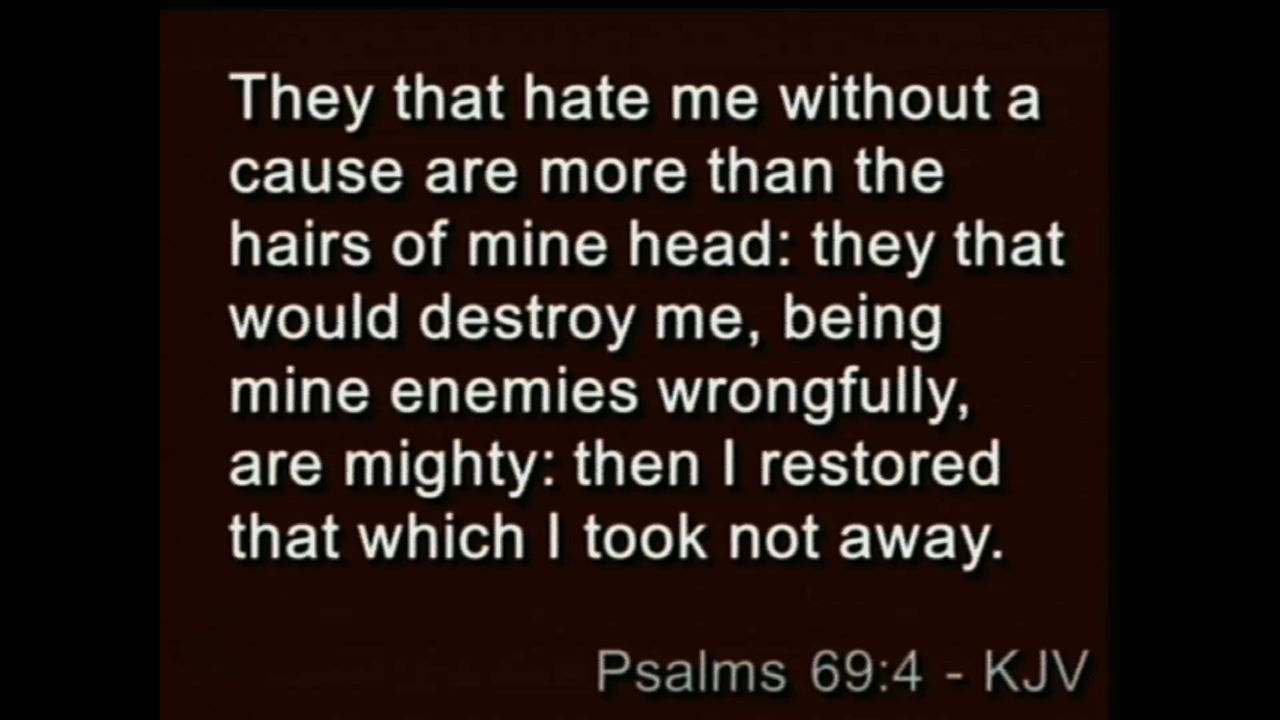 They that hate me without a
cause are more than the
hairs of mine head: they that
would destroy me, being
mine enemies wrongfully,
are mighty: then I restored
that which I took not away.
Psalms 69:4 - KJV